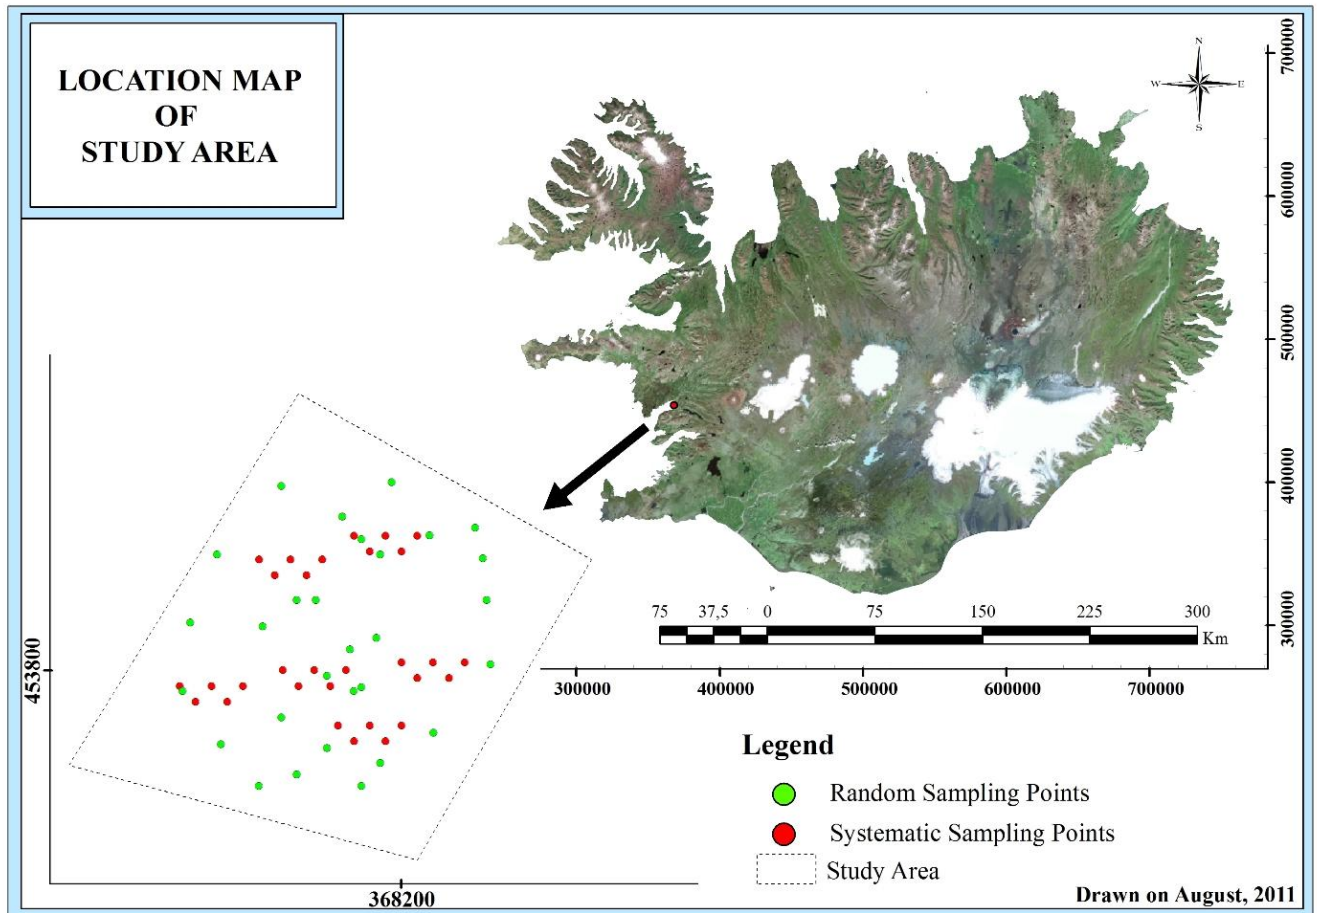 LOCATION MAP
OF
STUDY AREA
N
W E
S
700000
600000
500000
400000
300000
75 37,5 0 75 150 225 300
Km
300000 400000 500000 600000 700000
453800
368200
Legend
Random Sampling Points
Systematic Sampling Points
Study Area
Drawn on August, 2011